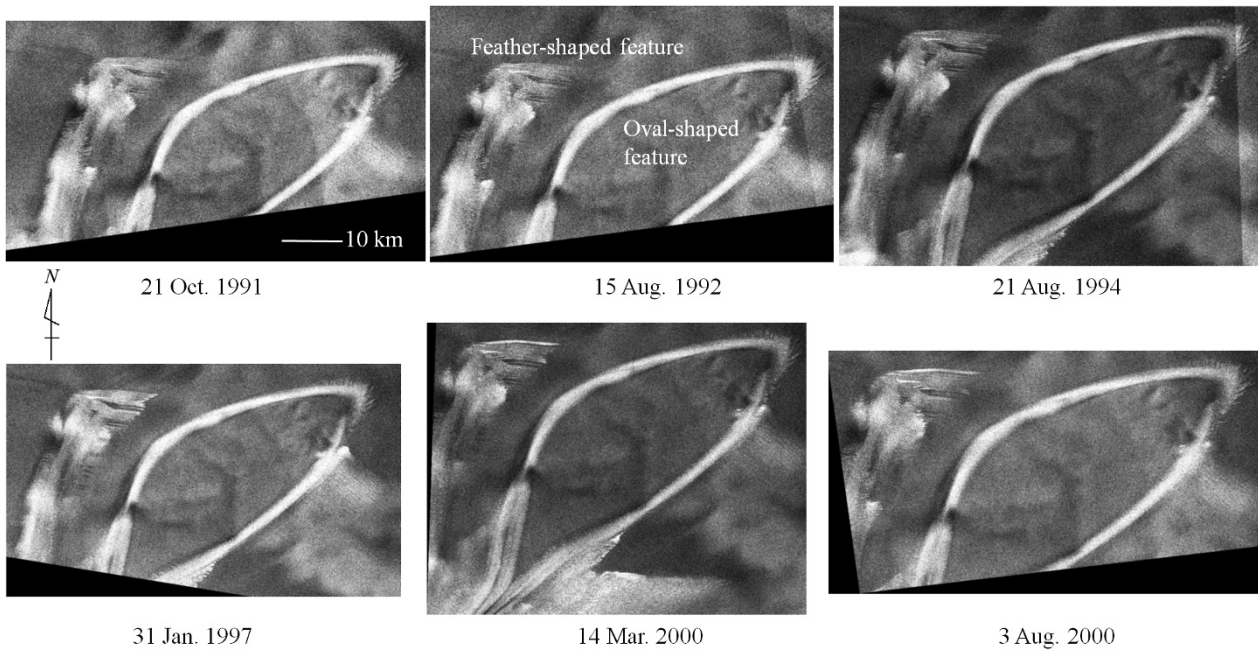 Feather-shaped feature
Oval-shaped
feature
10 km
21 Oct. 1991
15 Aug. 1992
21 Aug. 1994
N
31 Jan. 1997
14 Mar. 2000
3 Aug. 2000